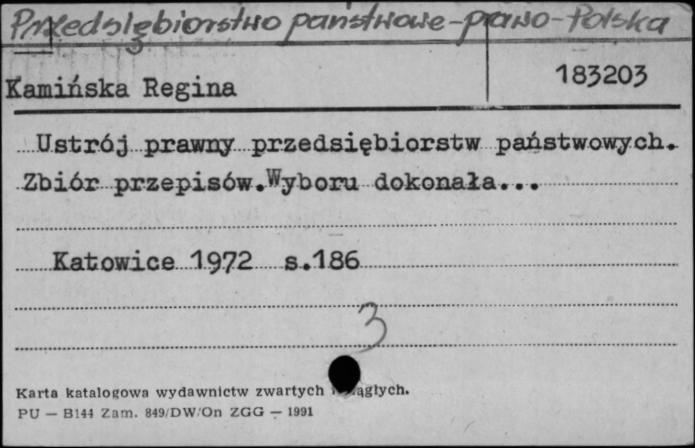 Przedsiębiorstwo państwowe - prawo - Polska
Kamińska Regina
183203
Ustrój prawny przedsiębiorstw państwowych.
Zbiór przepisów. Wyboru dokonała...
Katowice 1972 s.186
3
Karta katalogowa wydawnictw zwartych
PU — B144 Zam. 849/DW/On ZGG — 1991